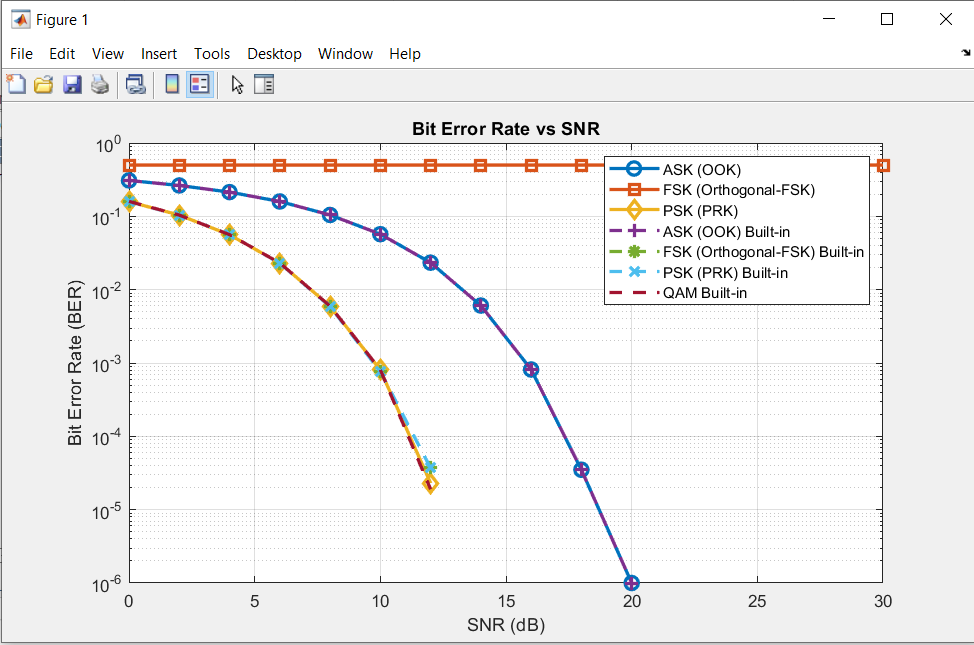 Figure 1
File Edit View Insert Tools Desktop Window Help
Bit Error Rate vs SNR
10^0
10^-1
10^-2
10^-3
10^-4
10^-5
10^-6
Bit Error Rate (BER)
ASK (OOK)
FSK (Orthogonal-FSK)
PSK (PRK)
ASK (OOK) Built-in
FSK (Orthogonal-FSK) Built-in
PSK (PRK) Built-in
QAM Built-in
0 5 10 15 20 25 30
SNR (dB)